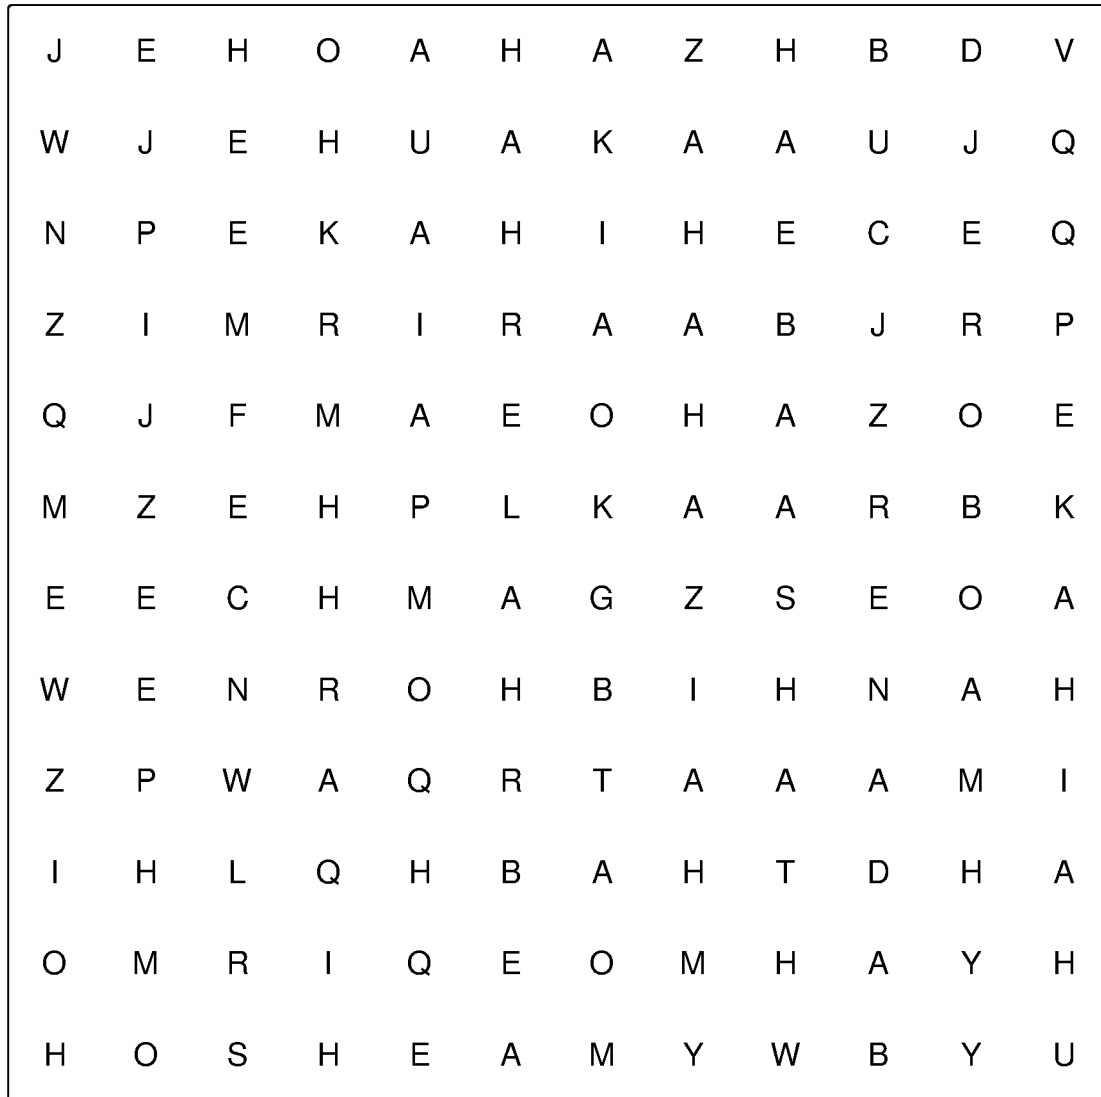 J E H O A H A Z H B D V
W J E H U A K A A U J Q
N P E K A H I H E C E Q
Z I M R I R A A B J R P
Q J F M A E O H A Z O E
M Z E H P L K A A R B K
E E C H M A G Z S E O A
W E N R O H B I H N A H
Z P W A Q R T A A A M I
I H L Q H B A H T D H A
O M R I Q E O M H A Y H
H O S H E A M Y W B Y U